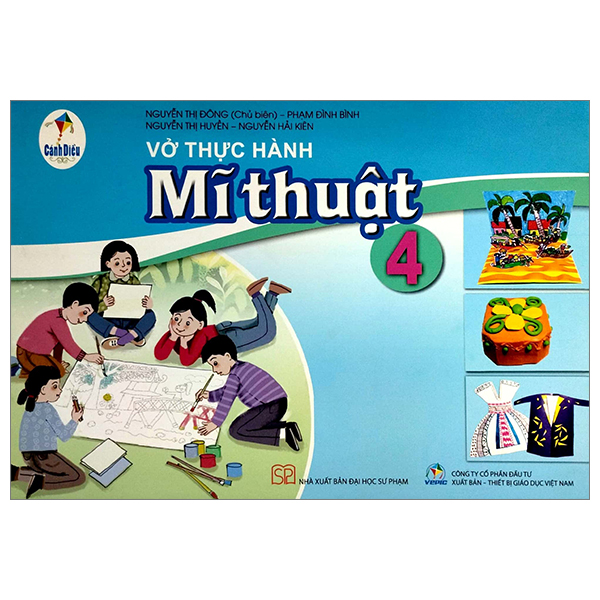 NGUYỄN THỊ ĐÔNG (Chủ biên) – PHẠM ĐÌNH BÌNH
NGUYỄN THỊ HUYỀN – NGUYỄN HẢI KIÊN
Cánh Diều
VỞ THỰC HÀNH
Mĩ thuật
4
NHÀ XUẤT BẢN ĐẠI HỌC SƯ PHẠM
VEPIC
CÔNG TY CỔ PHẦN ĐẦU TƯ
XUẤT BẢN – THIẾT BỊ GIÁO DỤC VIỆT NAM